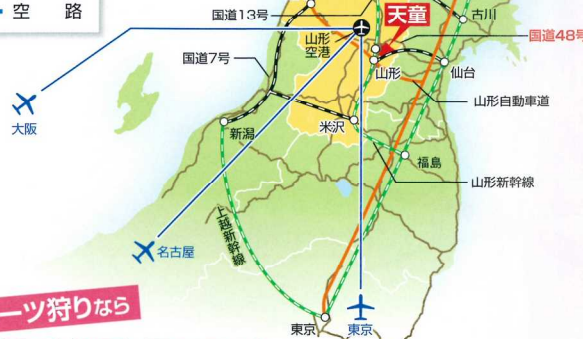 空 路
国道13号
天童
古川
国道48号
山形
空港
国道7号
山形
仙台
山形自動車道
大阪
米沢
新潟
福島
山形新幹線
上越新幹線
名古屋
ーツ狩りなら
東京
東京